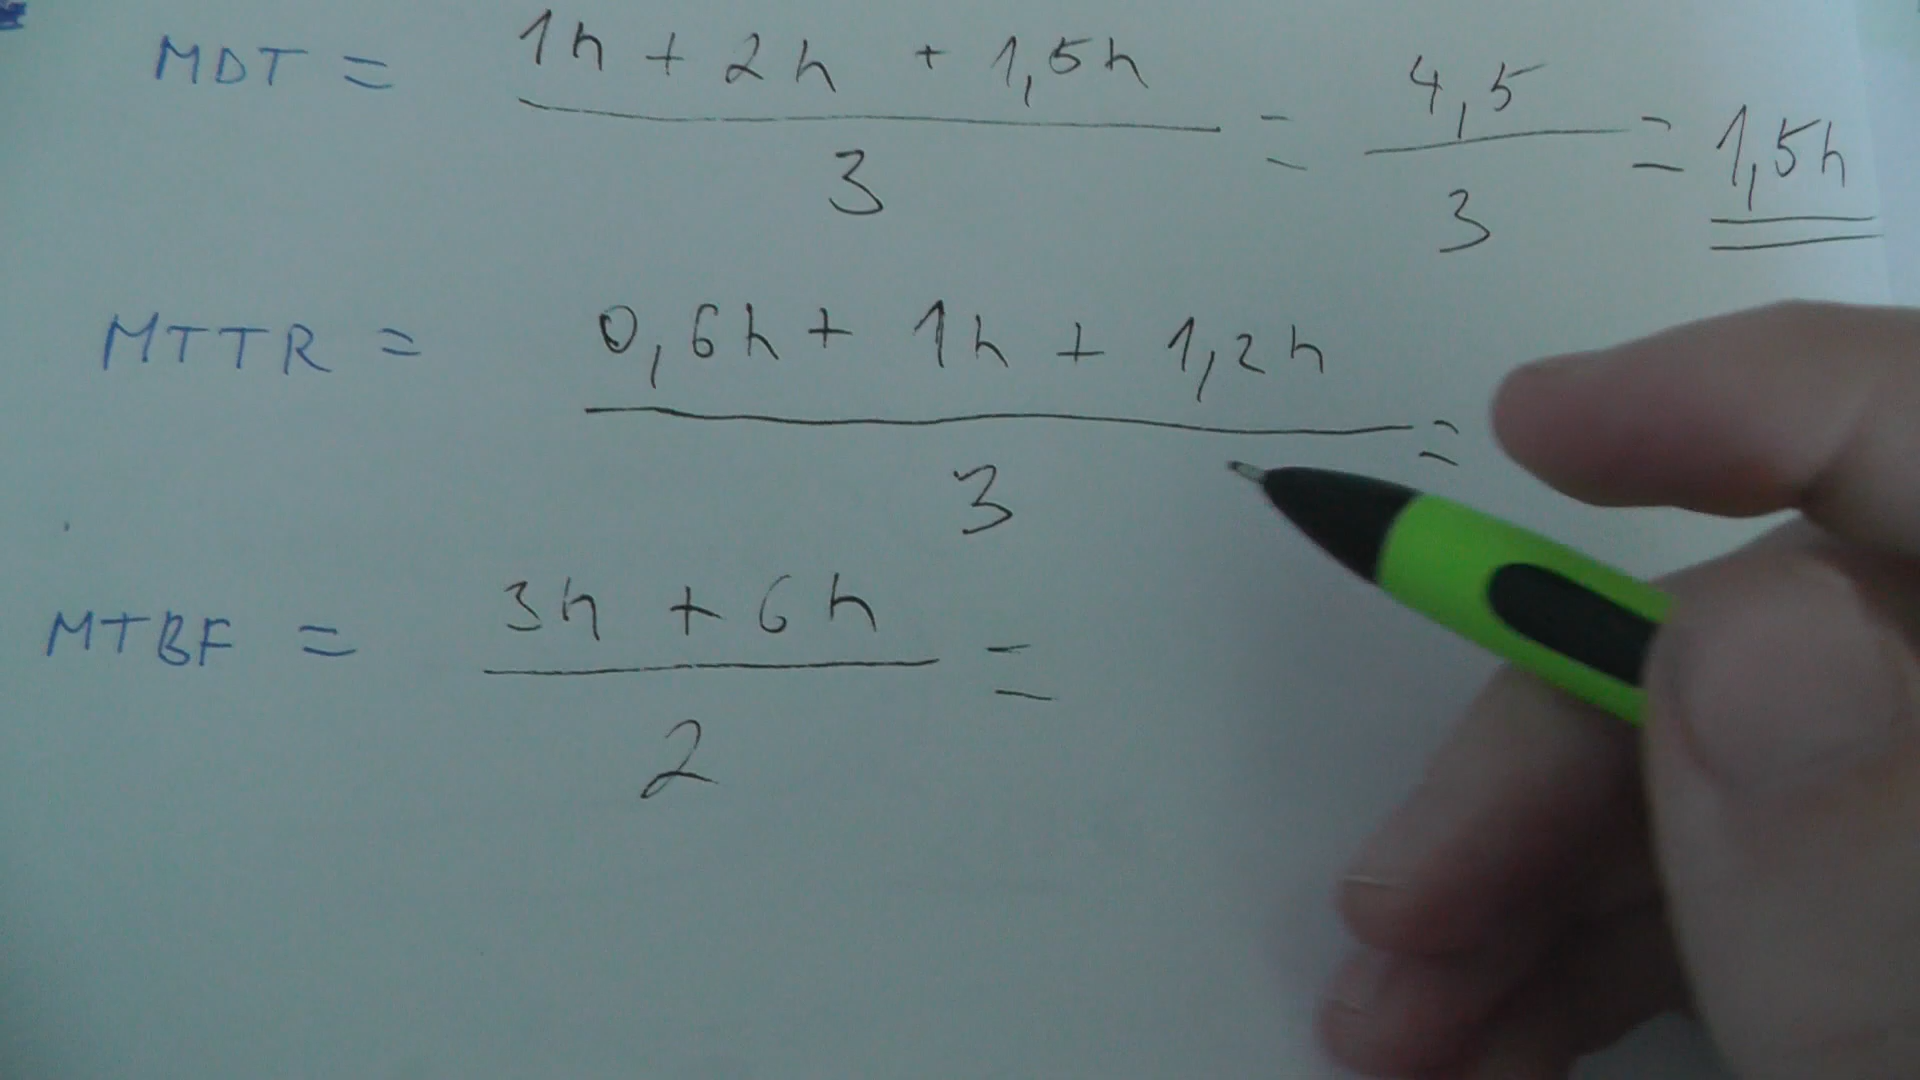 MDT = 1h + 2h + 1,5h / 3 = 4,5 / 3 = 1,5h
MTTR = 0,6h + 1h + 1,2h / 3 =
MTBF = 3h + 6h / 2 =